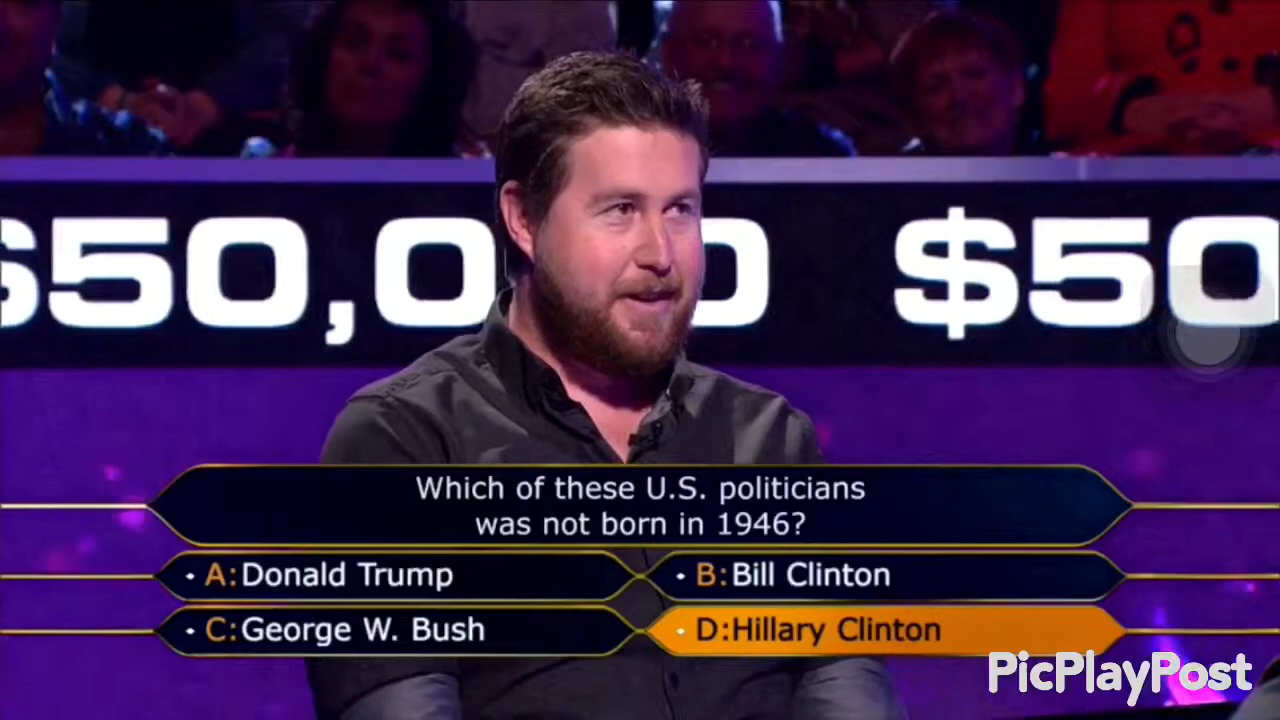 $50,0 0 $50
Which of these U.S. politicians
was not born in 1946?
• A:Donald Trump
• B:Bill Clinton
• C:George W. Bush
• D:Hillary Clinton
PicPlayPost